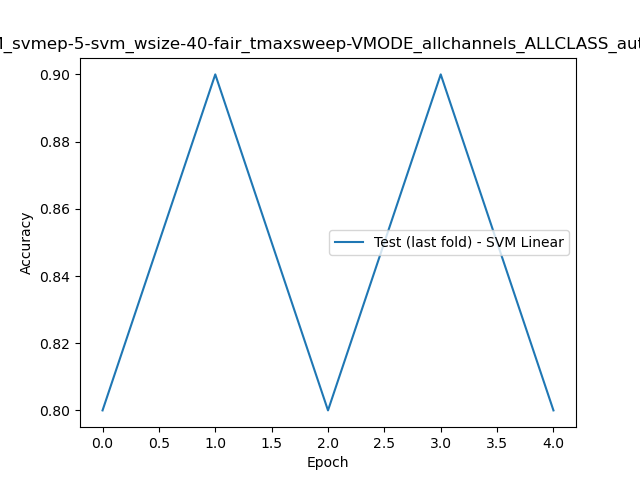 _svmep-5-svm_wsize-40-fair_tmaxsweep-VMODE_allchannels_ALLCLASS_aut
0.90
0.88
0.86
0.84
0.82
0.80
Accuracy
Test (last fold) - SVM Linear
0.0 0.5 1.0 1.5 2.0 2.5 3.0 3.5 4.0
Epoch